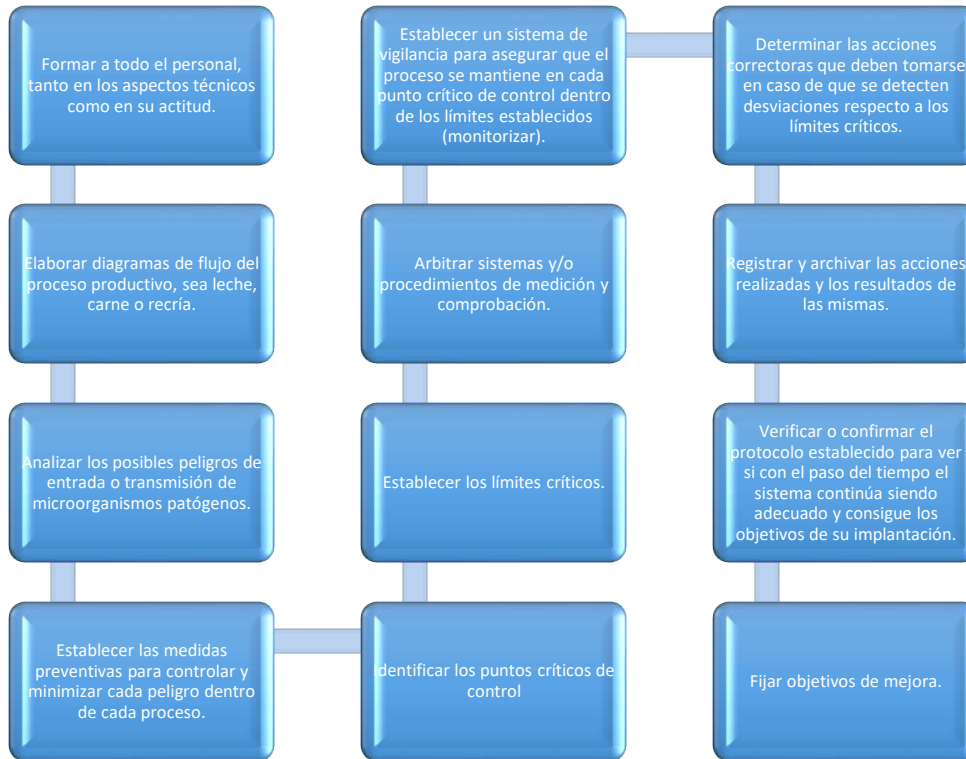 Formar a todo el personal,
tanto en los aspectos técnicos
como en su actitud.
Elaborar diagramas de flujo del
proceso productivo, sea leche,
carne o recría.
Analizar los posibles peligros de
entrada o transmisión de
microorganismos patógenos.
Establecer las medidas
preventivas para controlar y
minimizar cada peligro dentro
de cada proceso.
Identificar los puntos críticos de
control
Establecer los límites críticos.
Arbitrar sistemas y/o
procedimientos de medición y
comprobación.
Establecer un sistema de
vigilancia para asegurar que el
proceso se mantiene en cada
punto crítico de control dentro
de los límites establecidos
(monitorizar).
Determinar las acciones
correctoras que deben tomarse
en caso de que se detecten
desviaciones respecto a los
límites críticos.
Registrar y archivar las acciones
realizadas y los resultados de
las mismas.
Verificar o confirmar el
protocolo establecido para ver
si con el paso del tiempo el
sistema continúa siendo
adecuado y consigue los
objetivos de su implantación.
Fijar objetivos de mejora.